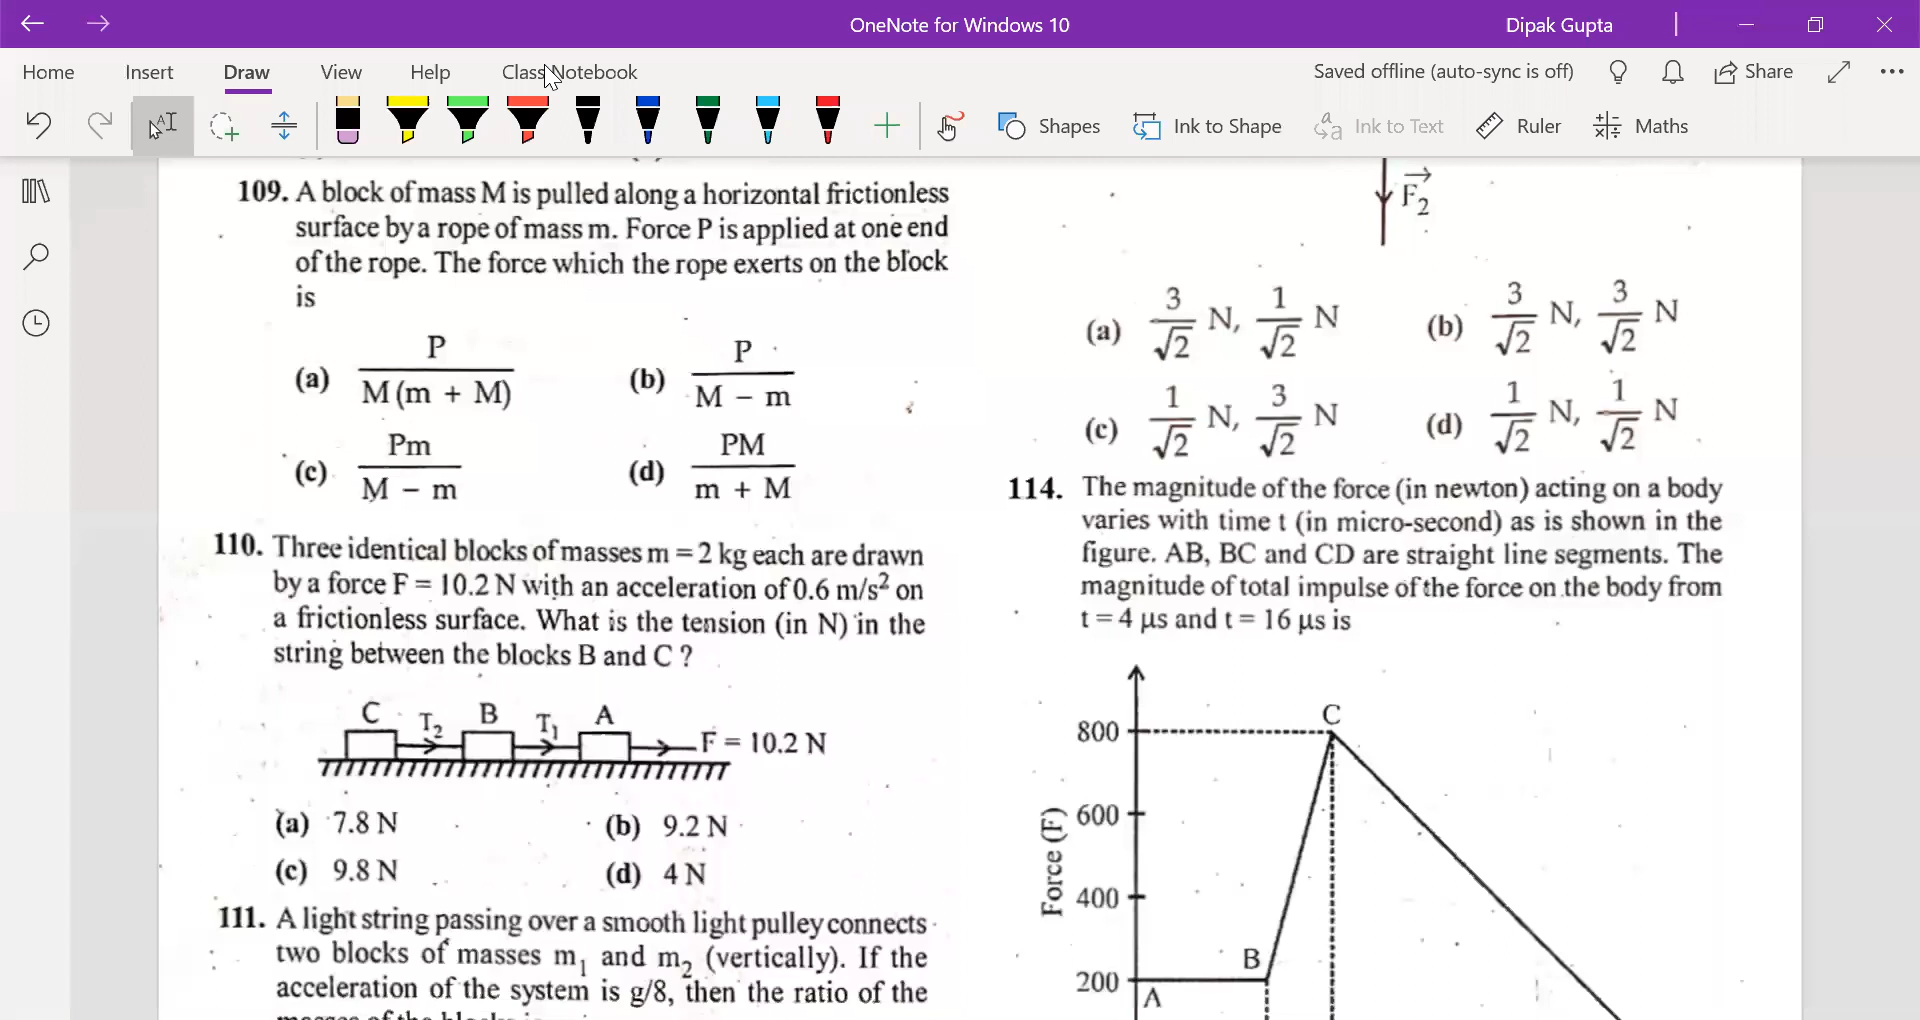 OneNote for Windows 10
Dipak Gupta
Home Insert Draw View Help Class Notebook
Saved offline (auto-sync is off) Share
Shapes Ink to Shape Ink to Text Ruler Maths
109. A block of mass M is pulled along a horizontal frictionless
surface by a rope of mass m. Force P is applied at one end
of the rope. The force which the rope exerts on the block
is
(a) P / M (m + M) (b) P / M − m
(c) Pm / M − m (d) PM / m + M
110. Three identical blocks of masses m = 2 kg each are drawn
by a force F = 10.2 N with an acceleration of 0.6 m/s² on
a frictionless surface. What is the tension (in N) in the
string between the blocks B and C ?
C T₂ B T₁ A F = 10.2 N
(a) 7.8 N (b) 9.2 N
(c) 9.8 N (d) 4 N
111. A light string passing over a smooth light pulley connects
two blocks of masses m₁ and m₂ (vertically). If the
acceleration of the system is g/8, then the ratio of the
F₂
(a) 3/√2 N, 1/√2 N (b) 3/√2 N, 3/√2 N
(c) 1/√2 N, 3/√2 N (d) 1/√2 N, 1/√2 N
114. The magnitude of the force (in newton) acting on a body
varies with time t (in micro-second) as is shown in the
figure. AB, BC and CD are straight line segments. The
magnitude of total impulse of the force on the body from
t = 4 μs and t = 16 μs is
C
800
600
Force (F)
400
B
200
A